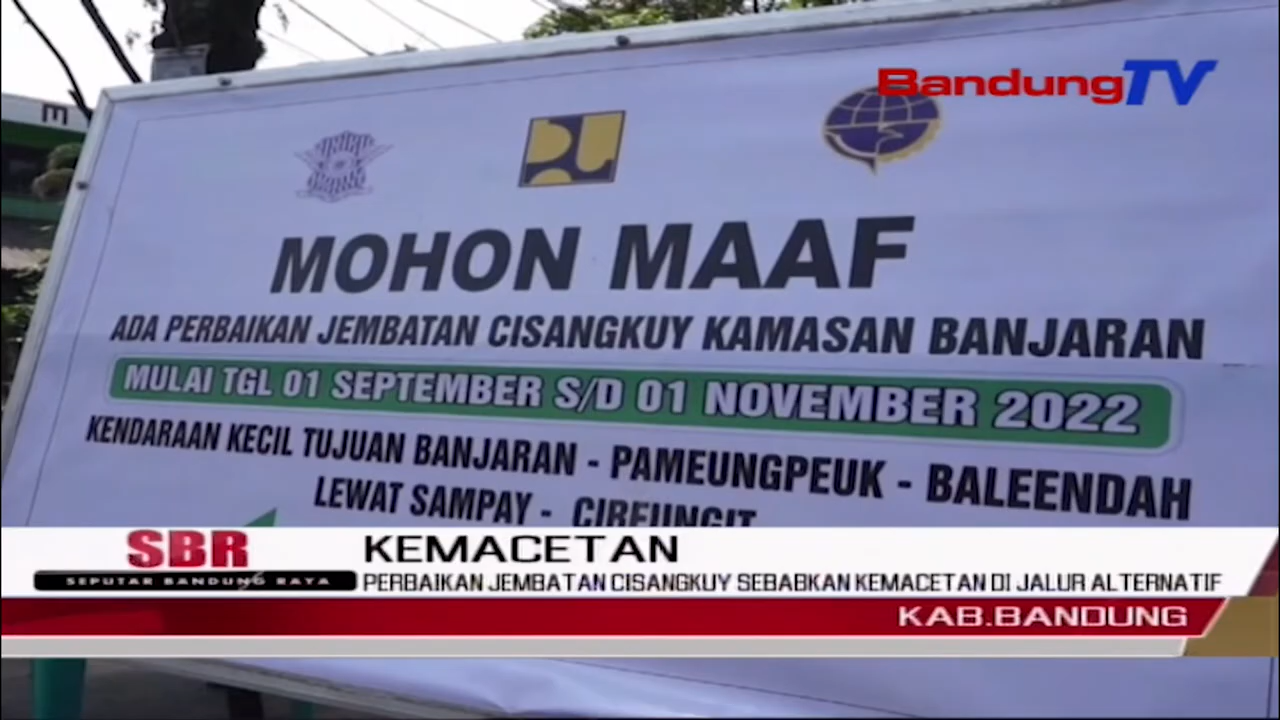 BandungTV
E
PU
MOHON MAAF
ADA PERBAIKAN JEMBATAN CISANGKUY KAMASAN BANJARAN
MULAI TGL 01 SEPTEMBER S/D 01 NOVEMBER 2022
KENDARAAN KECIL TUJUAN BANJARAN - PAMEUNGPEUK - BALEENDAH
LEWAT SAMPAY - CIBEUNGIT
SBR
SEPUTAR BANDUNG RAYA
KEMACETAN
PERBAIKAN JEMBATAN CISANGKUY SEBABKAN KEMACETAN DI JALUR ALTERNATIF
KAB.BANDUNG